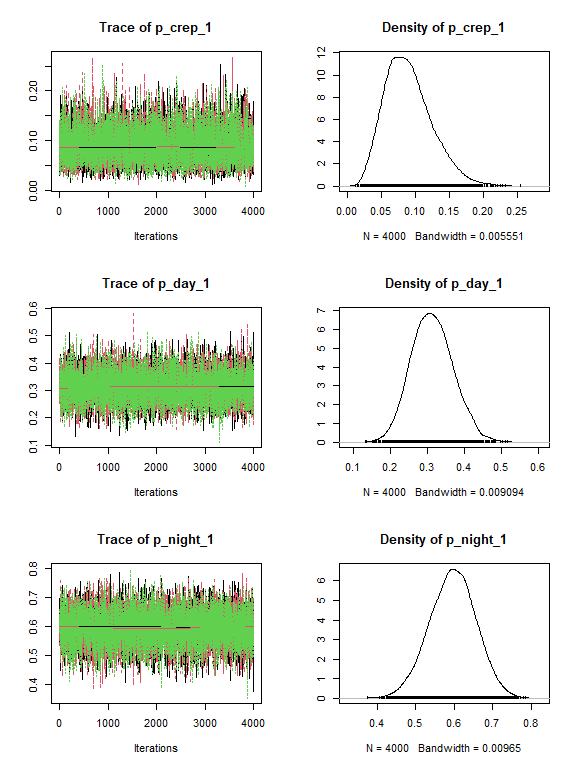 Trace of p_crep_1
0.00 0.10 0.20
0 1000 2000 3000 4000
Iterations
Density of p_crep_1
0 2 4 6 8 10 12
0.00 0.05 0.10 0.15 0.20 0.25
N = 4000 Bandwidth = 0.005551
Trace of p_day_1
0.1 0.2 0.3 0.4 0.5 0.6
0 1000 2000 3000 4000
Iterations
Density of p_day_1
0 1 2 3 4 5 6 7
0.1 0.2 0.3 0.4 0.5 0.6
N = 4000 Bandwidth = 0.009094
Trace of p_night_1
0.4 0.5 0.6 0.7 0.8
0 1000 2000 3000 4000
Iterations
Density of p_night_1
0 1 2 3 4 5 6
0.4 0.5 0.6 0.7 0.8
N = 4000 Bandwidth = 0.00965